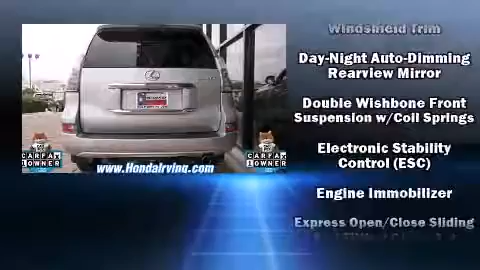 Windshield Trim
Day-Night Auto-Dimming
Rearview Mirror
Double Wishbone Front
Suspension w/Coil Springs
Electronic Stability
Control (ESC)
Engine Immobilizer
Express Open/Close Sliding
CARFAX
1 OWNER
CARFAX
1 OWNER
www.HondaIrving.com